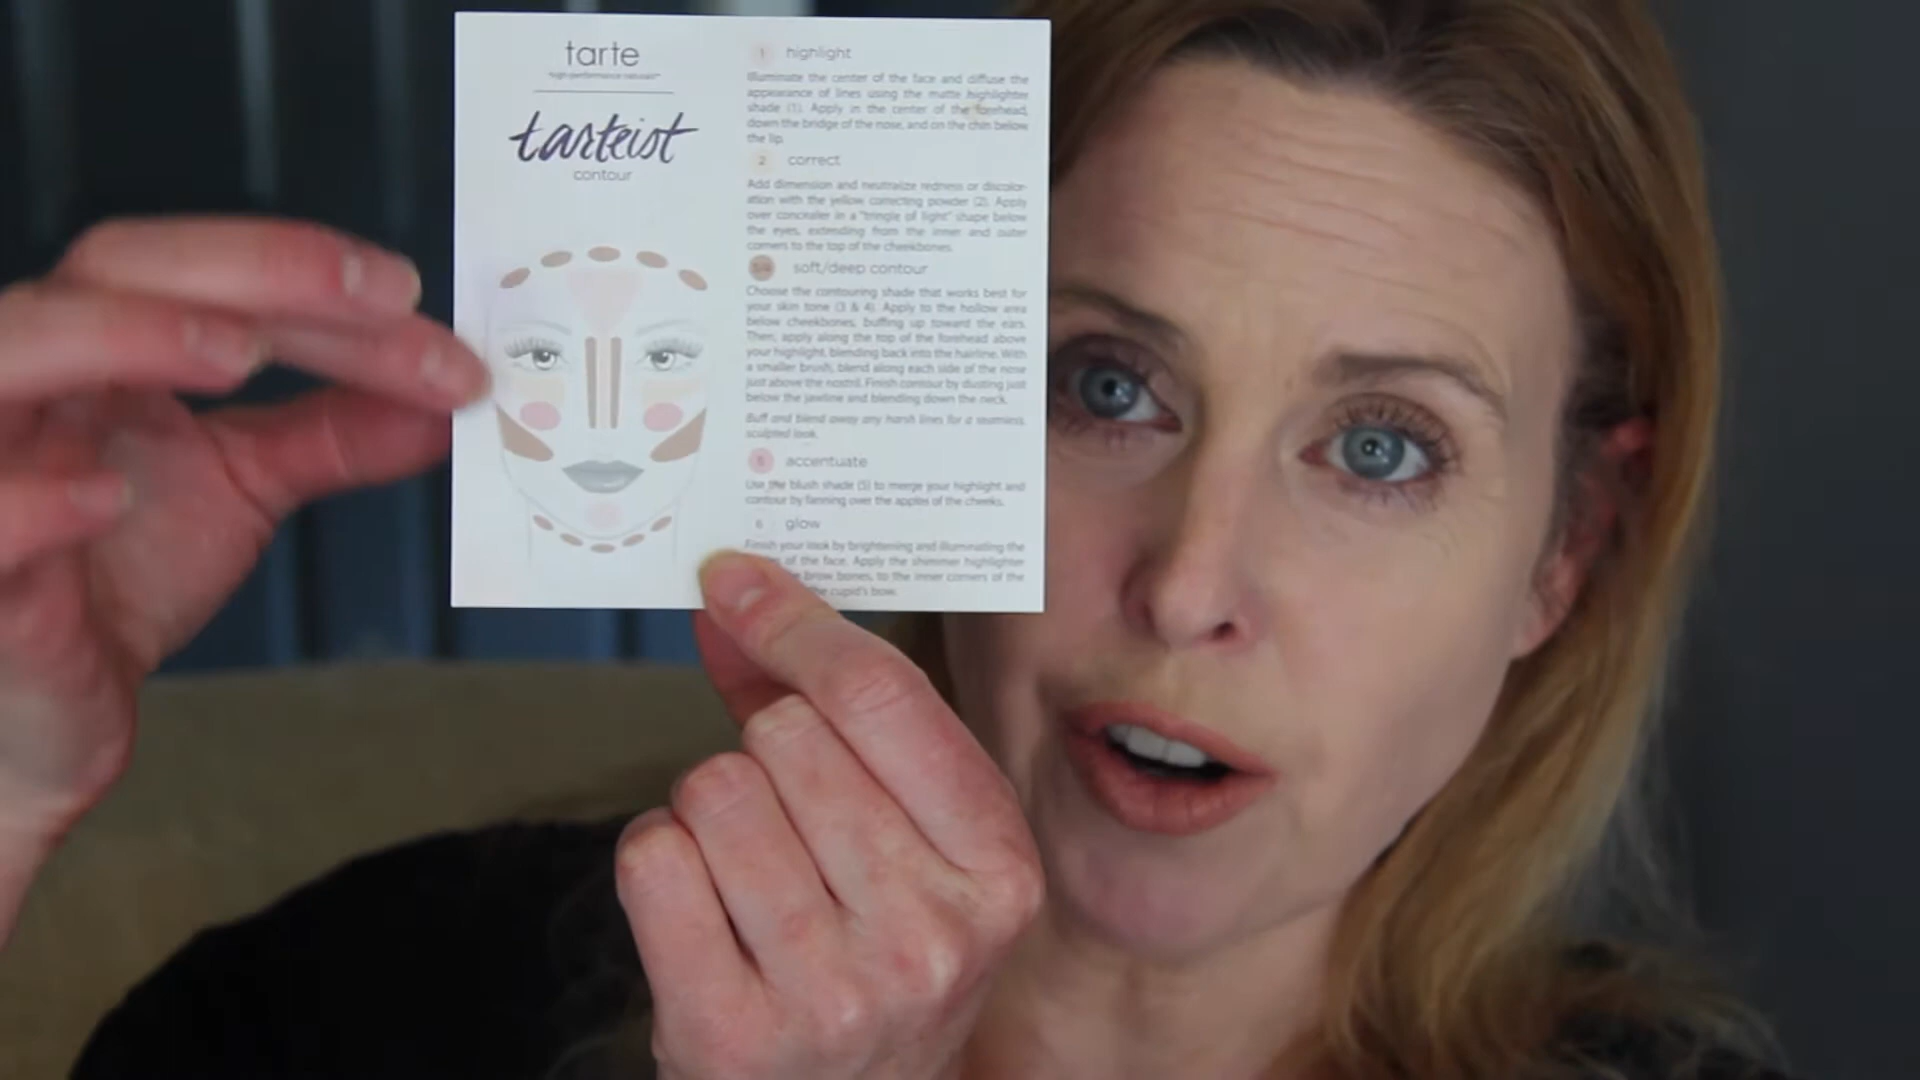 tarte
high-performance naturals™
tarteist
contour
1 highlight
Illuminate the center of the face and diffuse the
appearance of lines using the matte highlighter
shade (1). Apply in the center of the forehead,
down the bridge of the nose, and on the chin below
the lip.
2 correct
Add dimension and neutralize redness or discolor-
ation with the yellow correcting powder (2). Apply
over concealer in a "tringle of light" shape below
the eyes, extending from the inner and outer
corners to the top of the cheekbones.
3/4 soft/deep contour
Choose the contouring shade that works best for
your skin tone (3 & 4). Apply to the hollow area
below cheekbones, buffing up toward the ears.
Then, apply along the top of the forehead above
your highlight, blending back into the hairline. With
a smaller brush, blend along each side of the nose
just above the nostril. Finish contour by dusting just
below the jawline and blending down the neck.
Buff and blend away any harsh lines for a seamless,
sculpted look.
5 accentuate
Use the blush shade (5) to merge your highlight and
contour by fanning over the apples of the cheeks.
6 glow
Finish your look by brightening and illuminating the
of the face. Apply the shimmer highlighter
brow bones, to the inner corners of the
the cupid's bow.